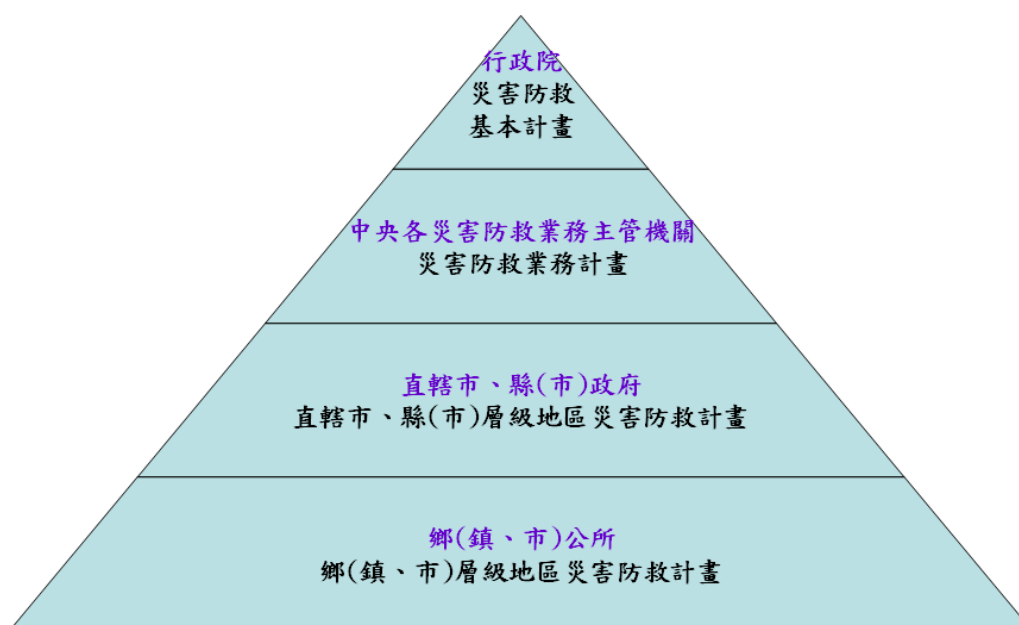 行政院
災害防救
基本計畫
中央各災害防救業務主管機關
災害防救業務計畫
直轄市、縣(市)政府
直轄市、縣(市)層級地區災害防救計畫
鄉(鎮、市)公所
鄉(鎮、市)層級地區災害防救計畫